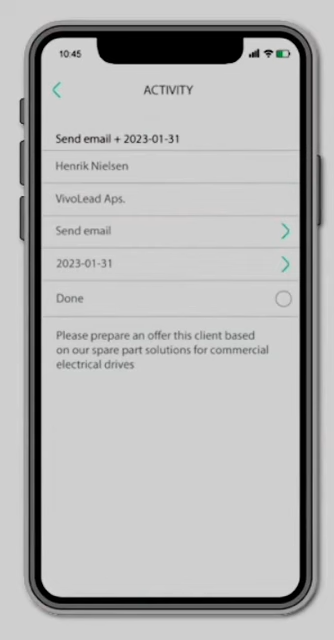 10:45
ACTIVITY
Send email + 2023-01-31
Henrik Nielsen
VivoLead Aps.
Send email
2023-01-31
Done
Please prepare an offer this client based
on our spare part solutions for commercial
electrical drives